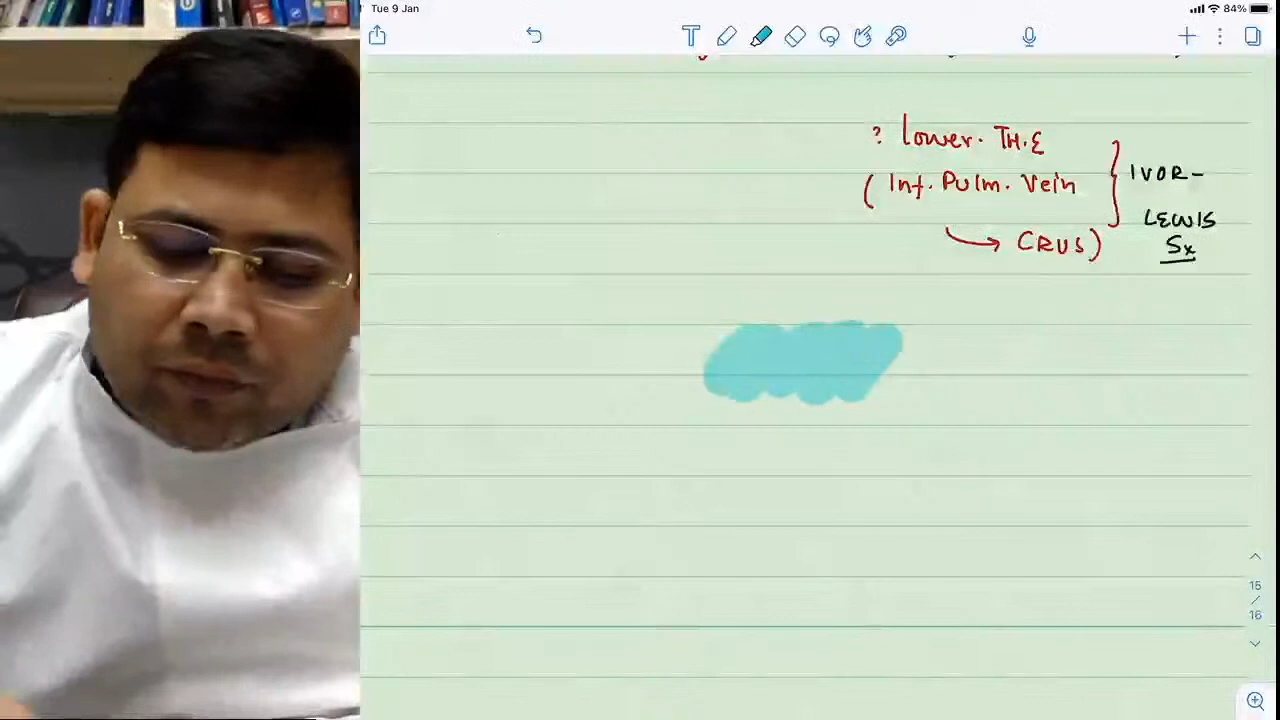 Tue 9 Jan
84%
T
? Lower. TH.E
( Inf. Pulm. Vein
→ CRUS)
IVOR-
LEWIS
Sx
15
/
16